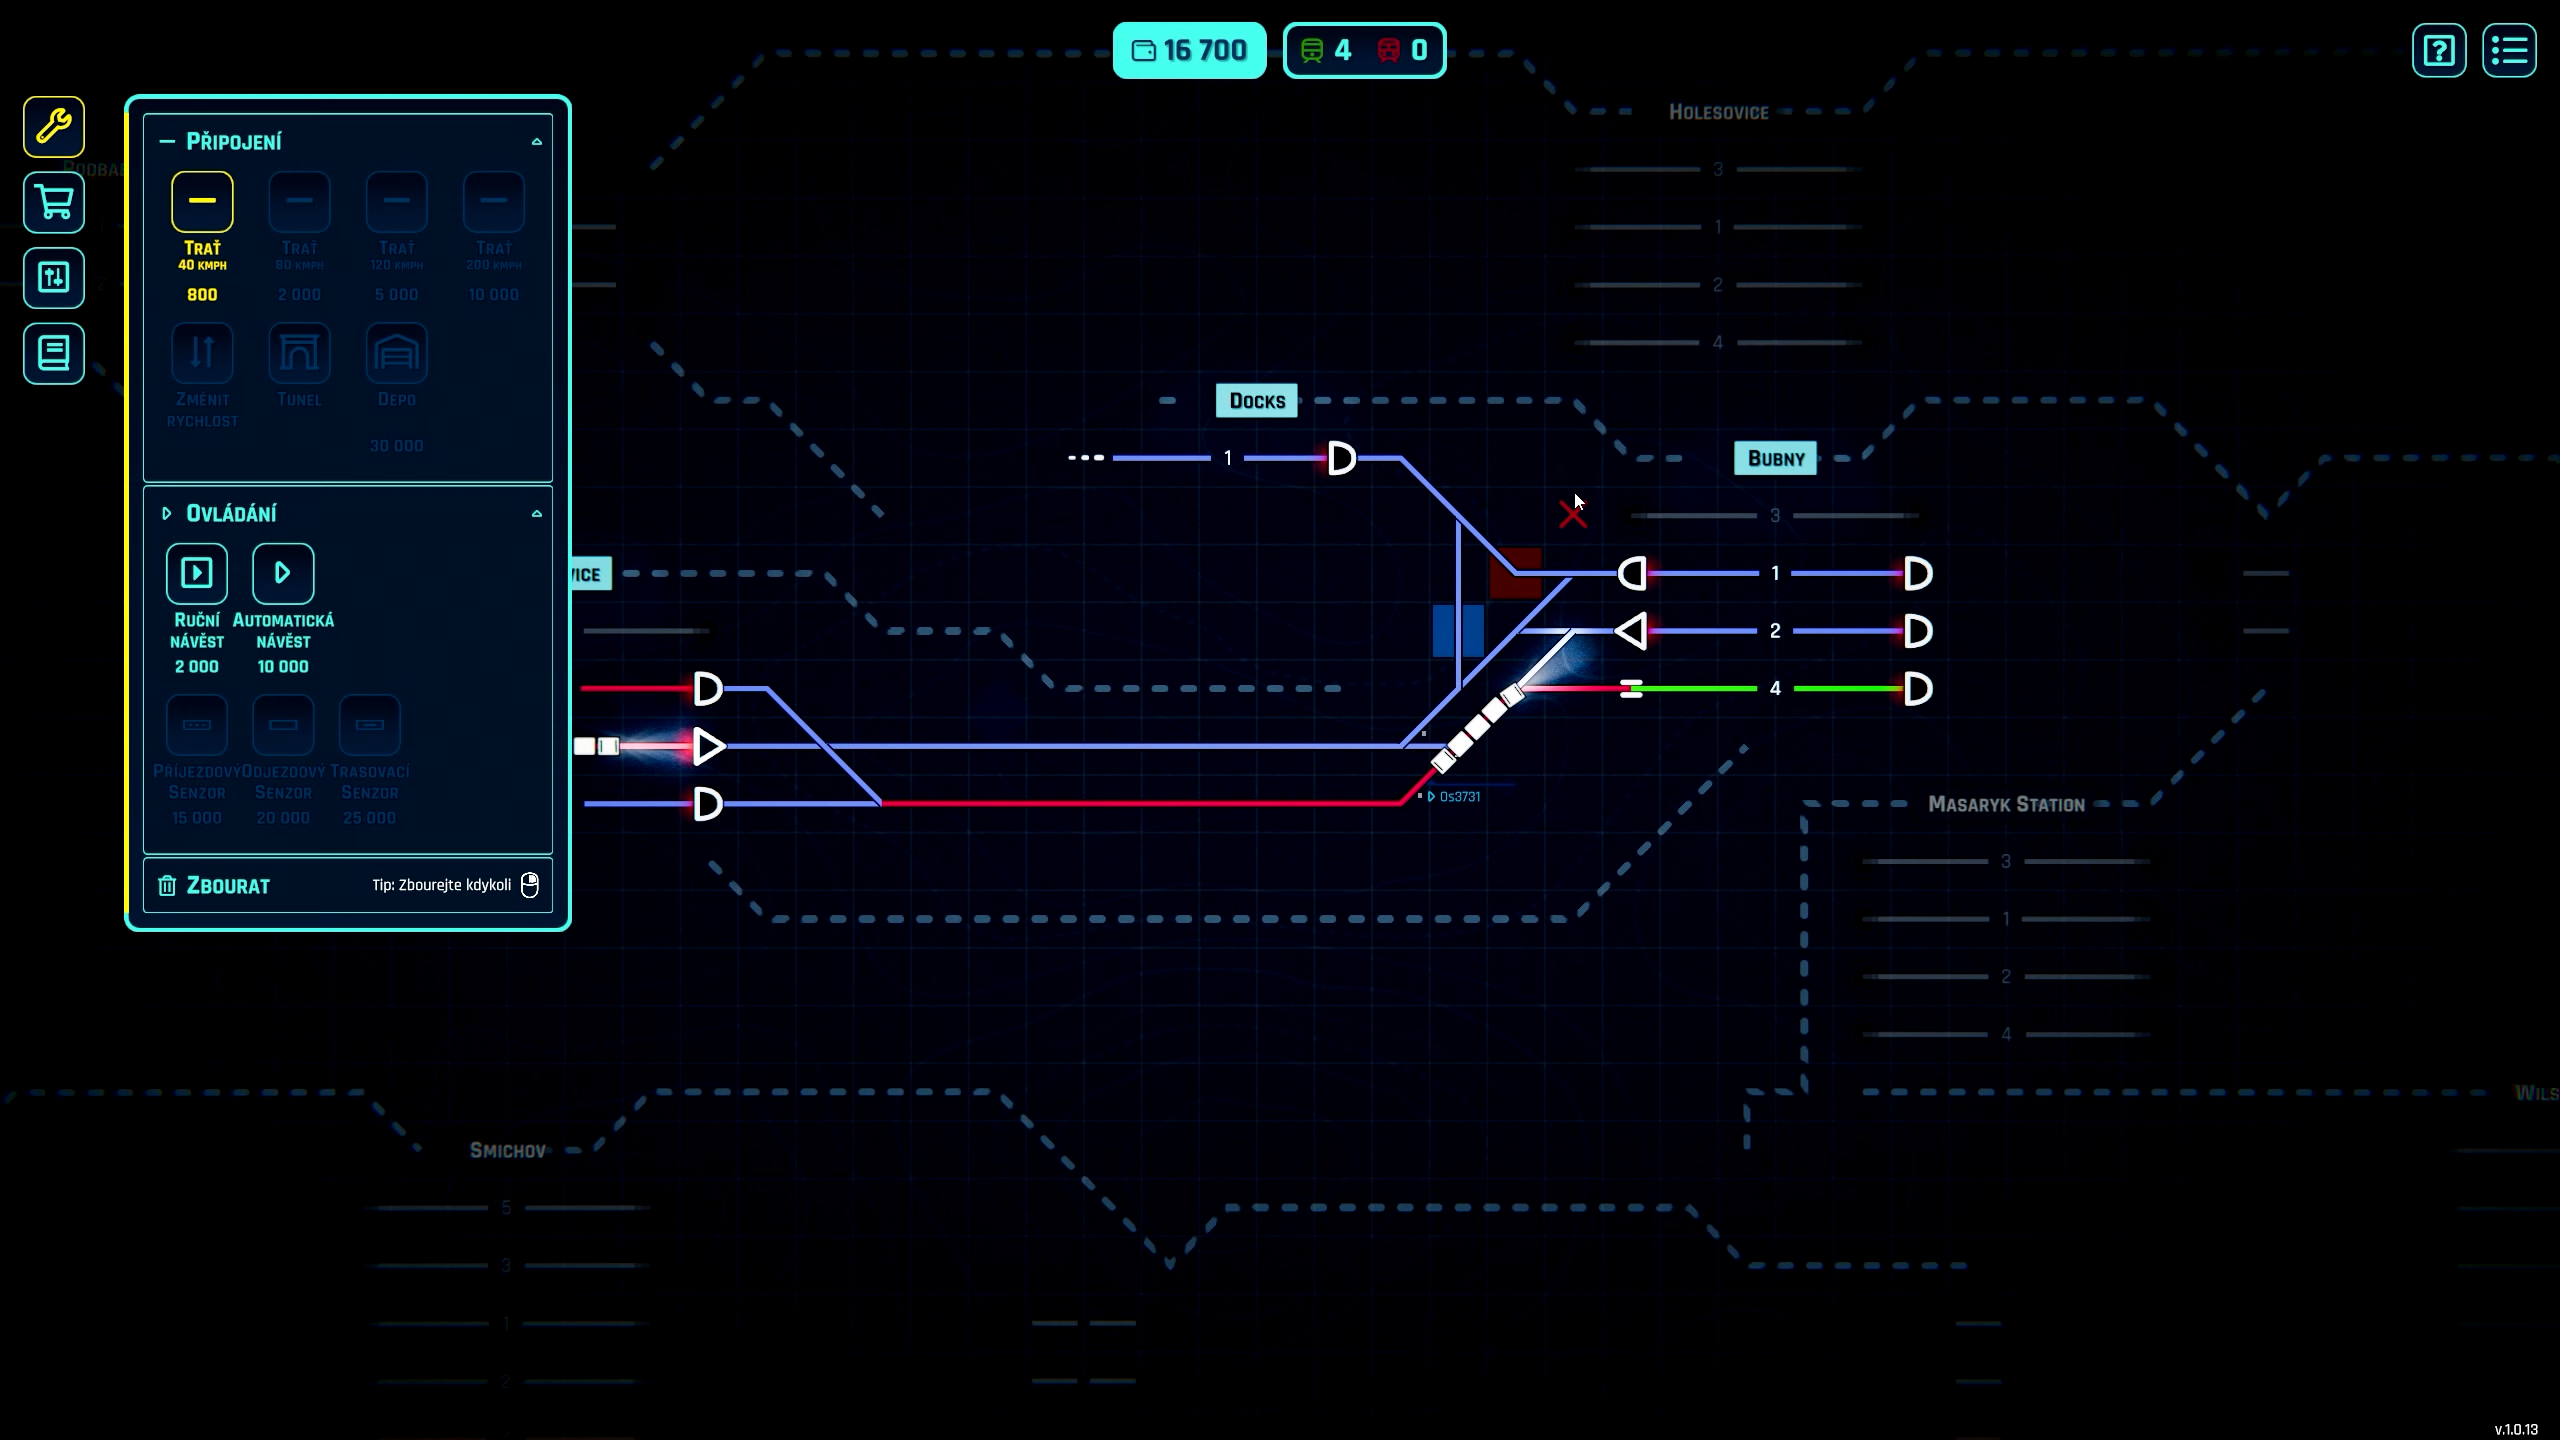 16 700
4
0
HOLESOVICE
3
1
2
4
PŘIPOJENÍ
TRAŤ
40 KMPH
800
TRAŤ
80 KMPH
2 000
TRAŤ
120 KMPH
5 000
TRAŤ
200 KMPH
10 000
ZMĚNIT
RYCHLOST
TUNEL
DEPO
30 000
OVLÁDÁNÍ
RUČNÍ
NÁVĚST
2 000
AUTOMATICKÁ
NÁVĚST
10 000
PŘÍJEZDOVÝ
SENZOR
15 000
ODJEZDOVÝ
SENZOR
20 000
TRASOVACÍ
SENZOR
25 000
ZBOURAT
Tip: Zbourejte kdykoli
DOCKS
1
BUBNY
3
1
2
4
VICE
Os3731
MASARYK STATION
3
1
2
4
WILS
SMICHOV
5
3
1
2
v.1.0.13